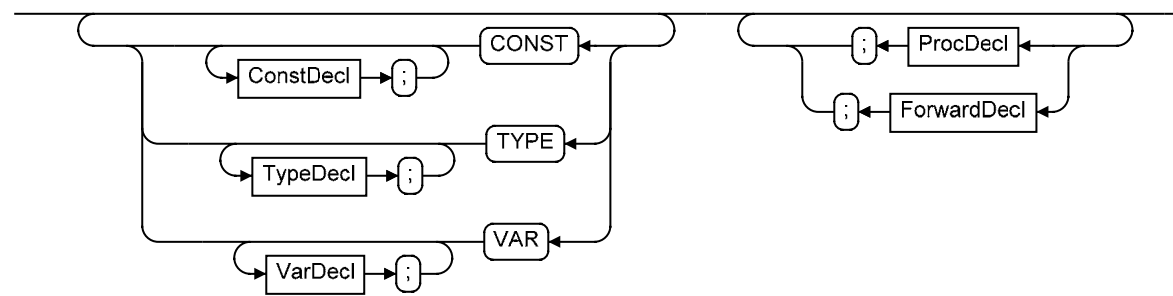 CONST ; ProcDecl
ConstDecl ;
; ForwardDecl
TYPE
TypeDecl ;
VAR
VarDecl ;